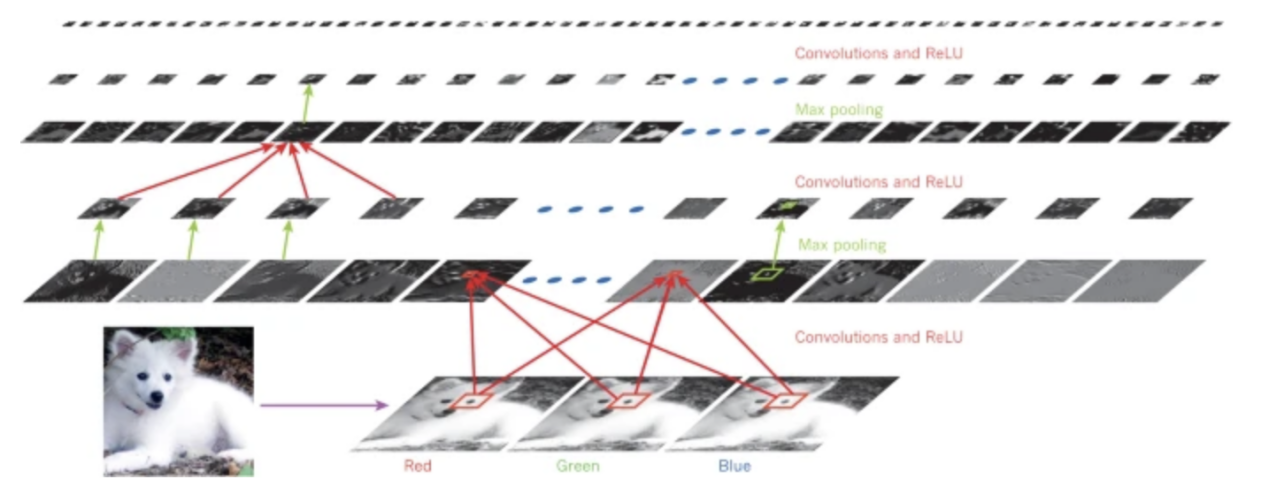 Convolutions and ReLU
Max pooling
Convolutions and ReLU
Max pooling
Convolutions and ReLU
Red
Green
Blue